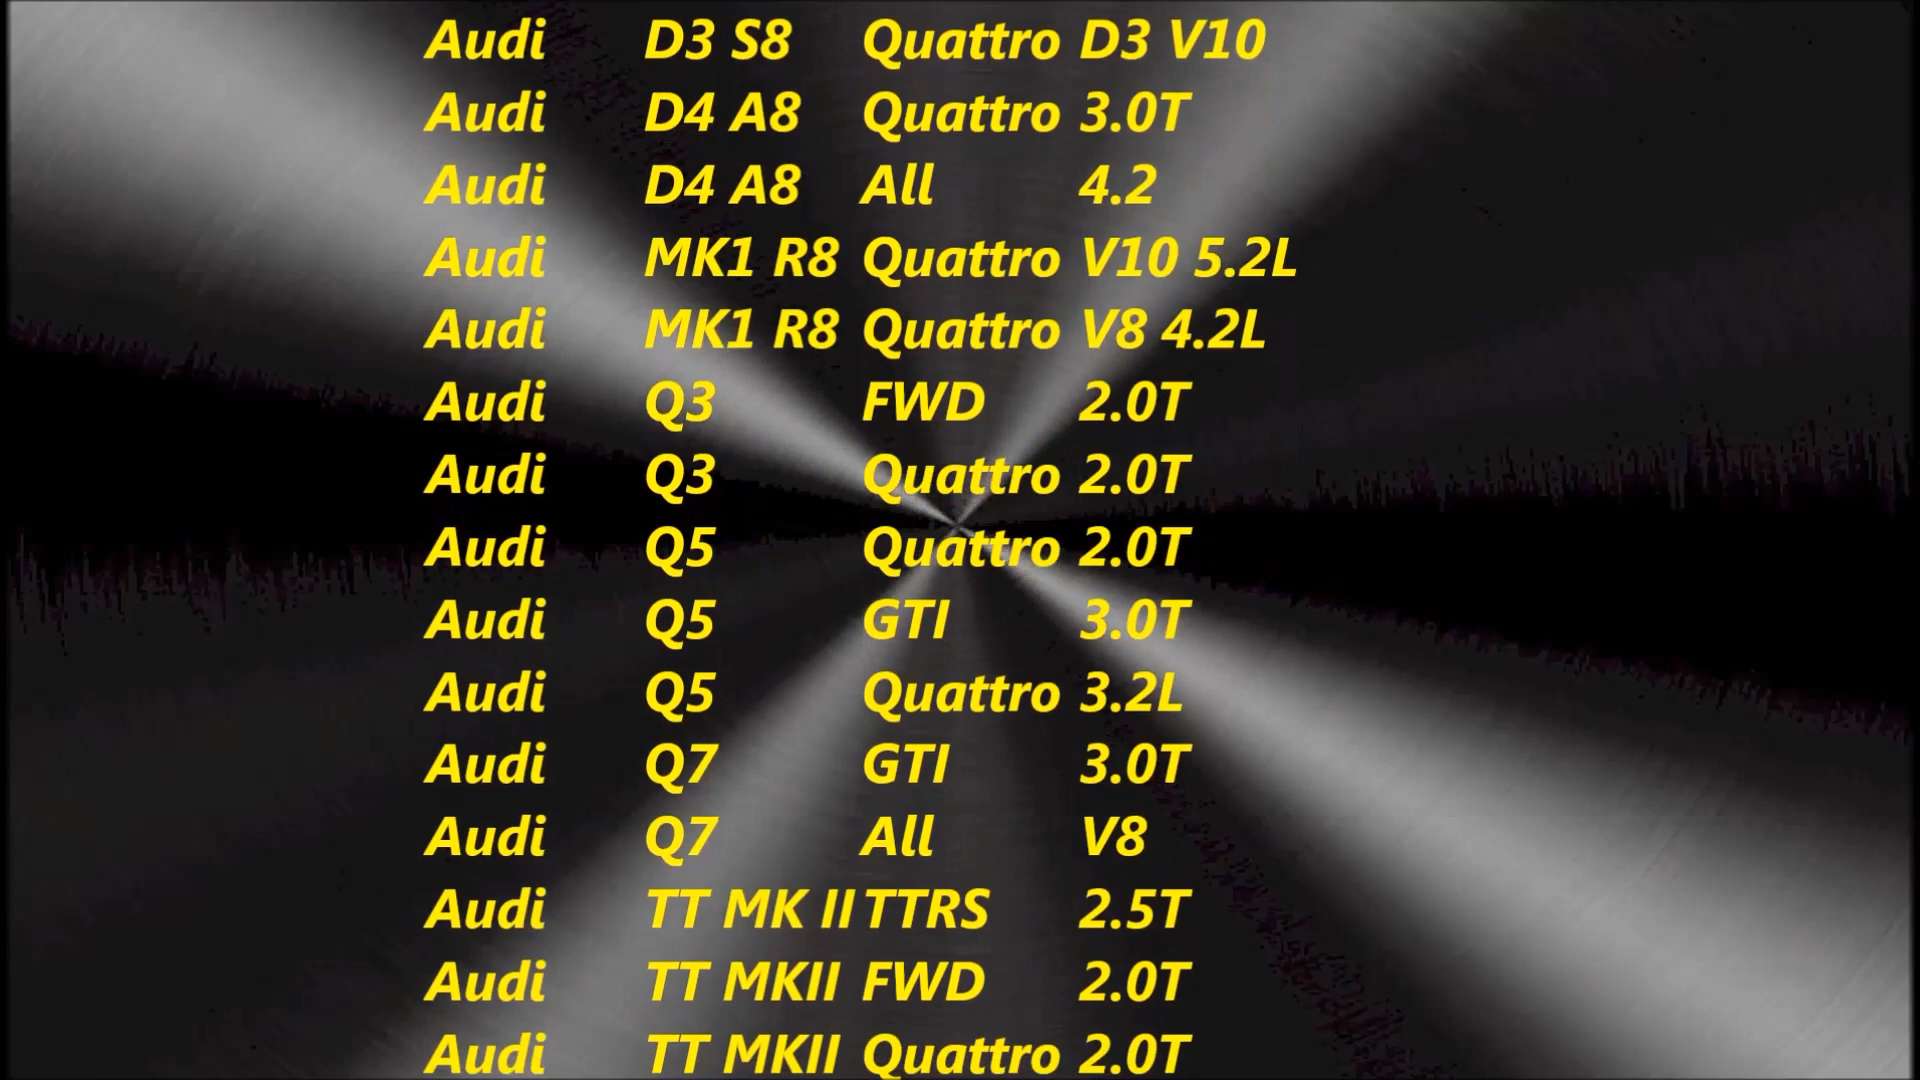 Audi D3 S8 Quattro D3 V10
Audi D4 A8 Quattro 3.0T
Audi D4 A8 All 4.2
Audi MK1 R8 Quattro V10 5.2L
Audi MK1 R8 Quattro V8 4.2L
Audi Q3 FWD 2.0T
Audi Q3 Quattro 2.0T
Audi Q5 Quattro 2.0T
Audi Q5 GTI 3.0T
Audi Q5 Quattro 3.2L
Audi Q7 GTI 3.0T
Audi Q7 All V8
Audi TT MK II TTRS 2.5T
Audi TT MKII FWD 2.0T
Audi TT MKII Quattro 2.0T